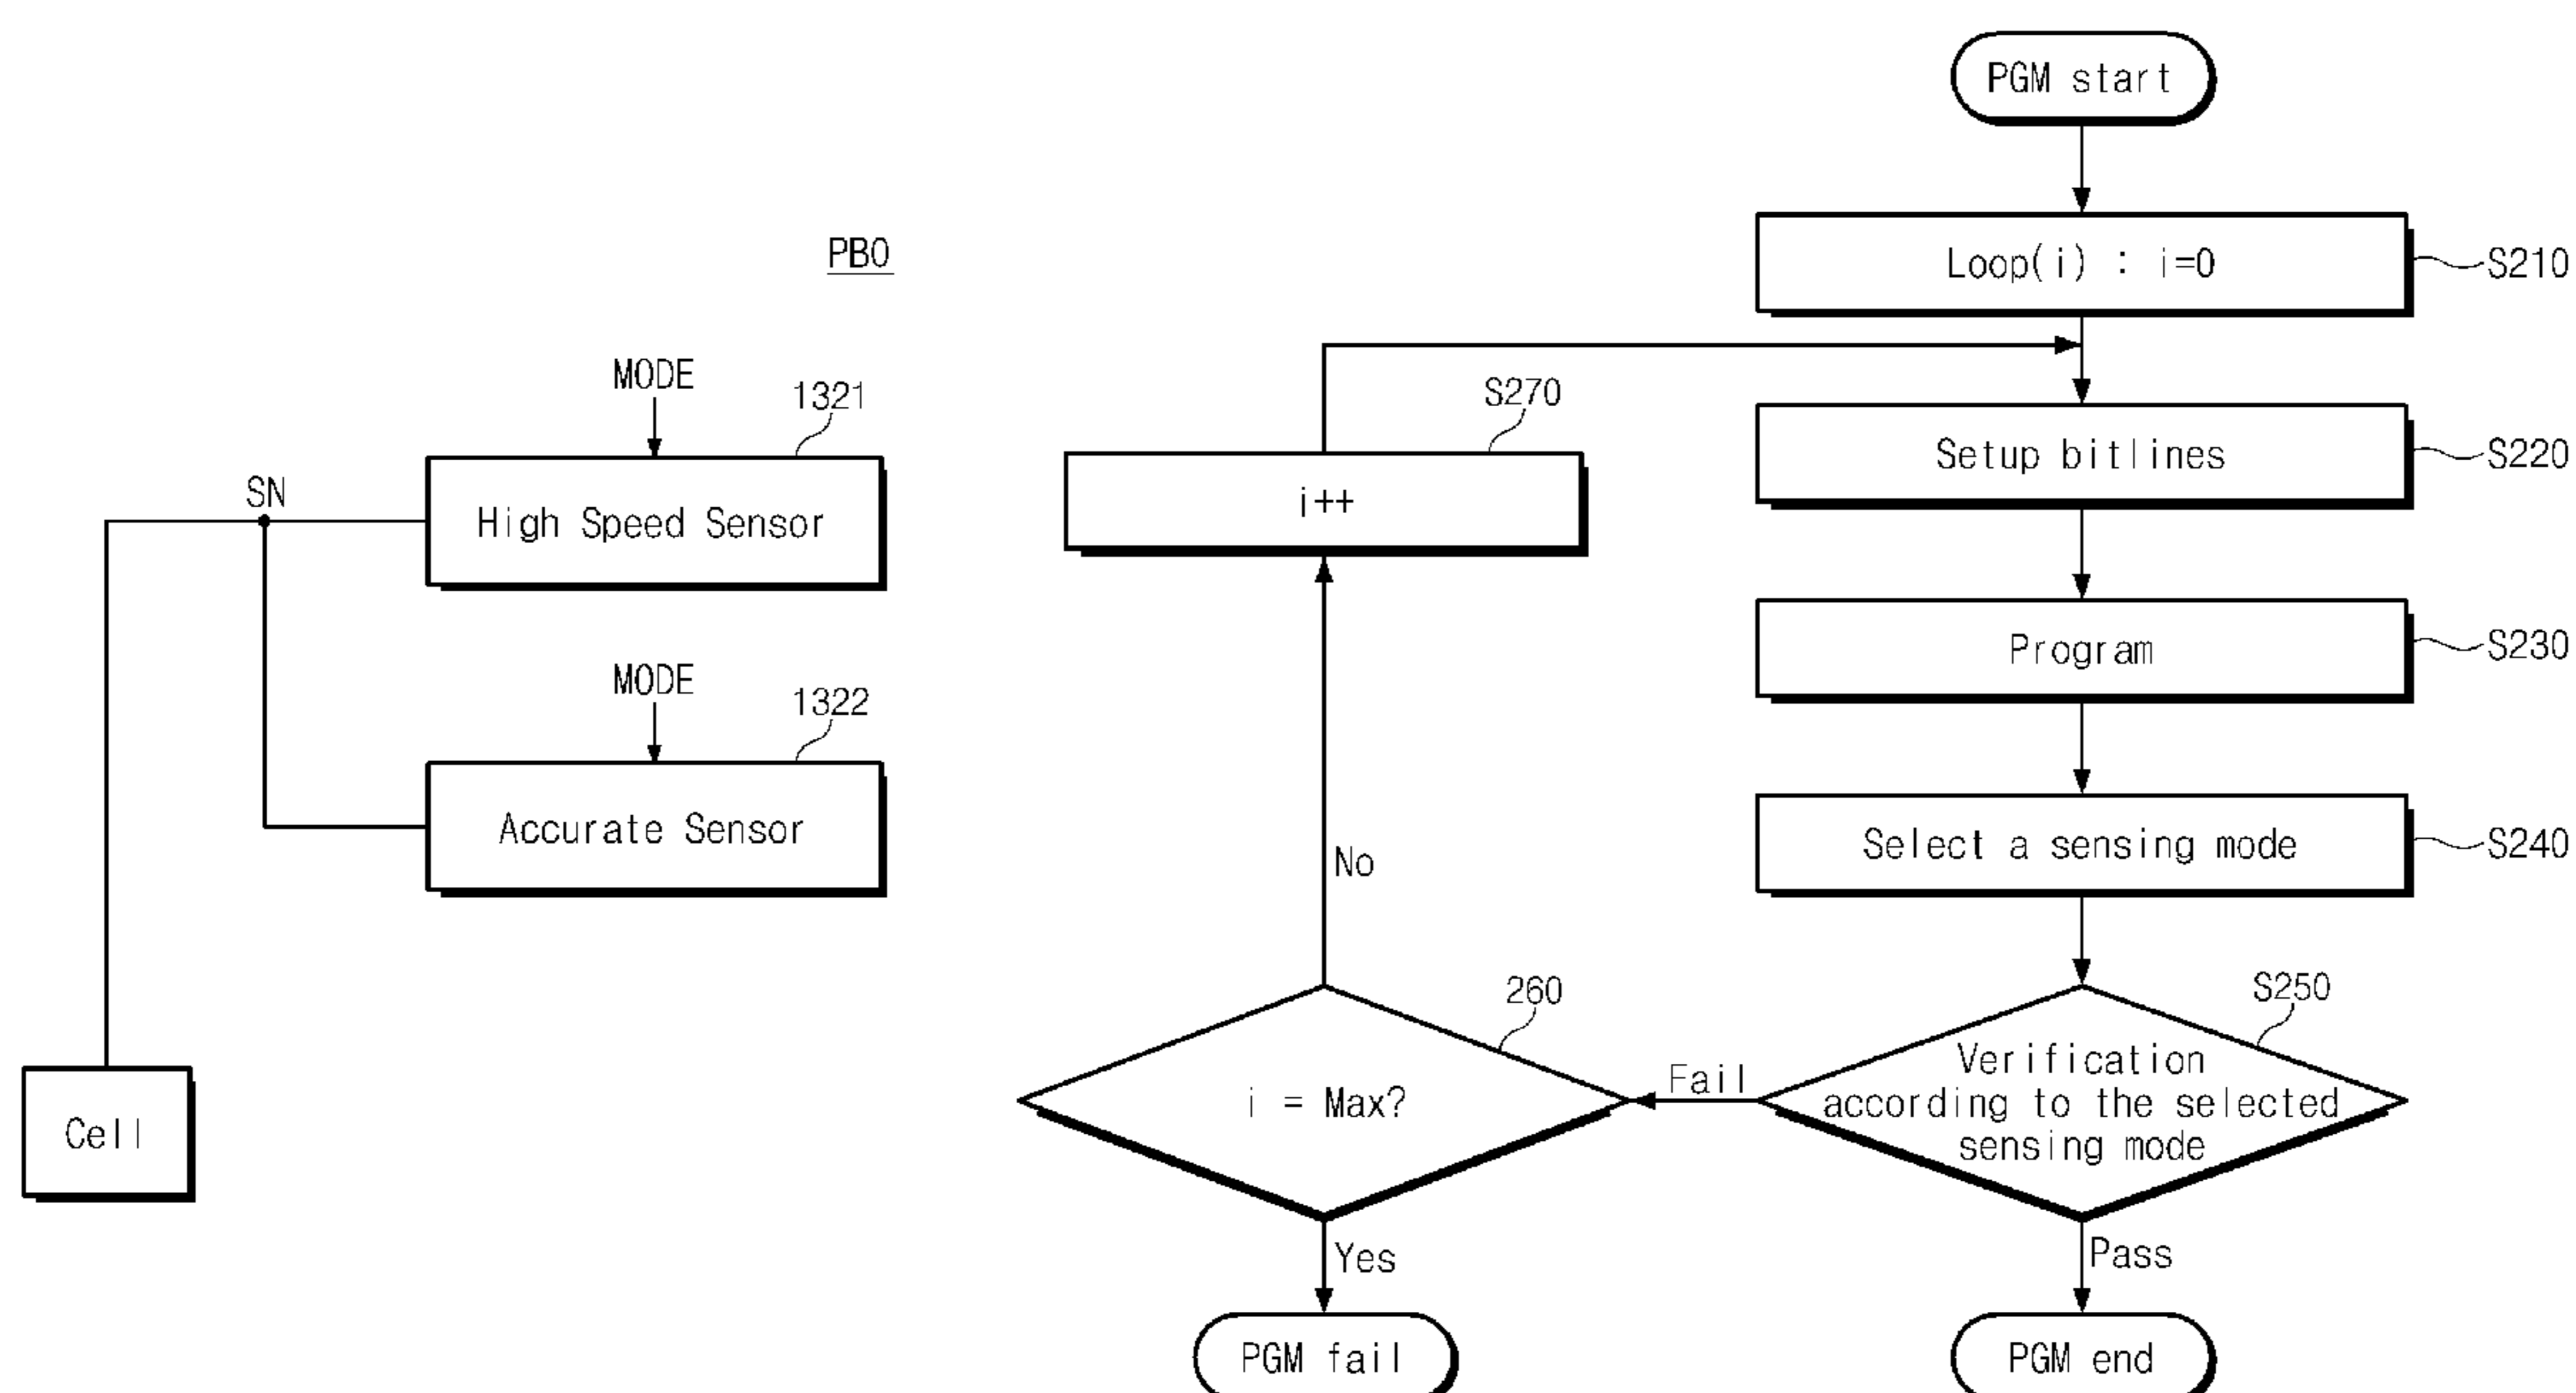 PB0
MODE
1321
High Speed Sensor
SN
MODE
1322
Accurate Sensor
Cell
PGM start
Loop(i) : i=0
S210
Setup bitlines
S220
S270
i++
Program
S230
Select a sensing mode
S240
No
260
i = Max?
Fail
S250
Verification
according to the selected
sensing mode
Yes
Pass
PGM fail
PGM end